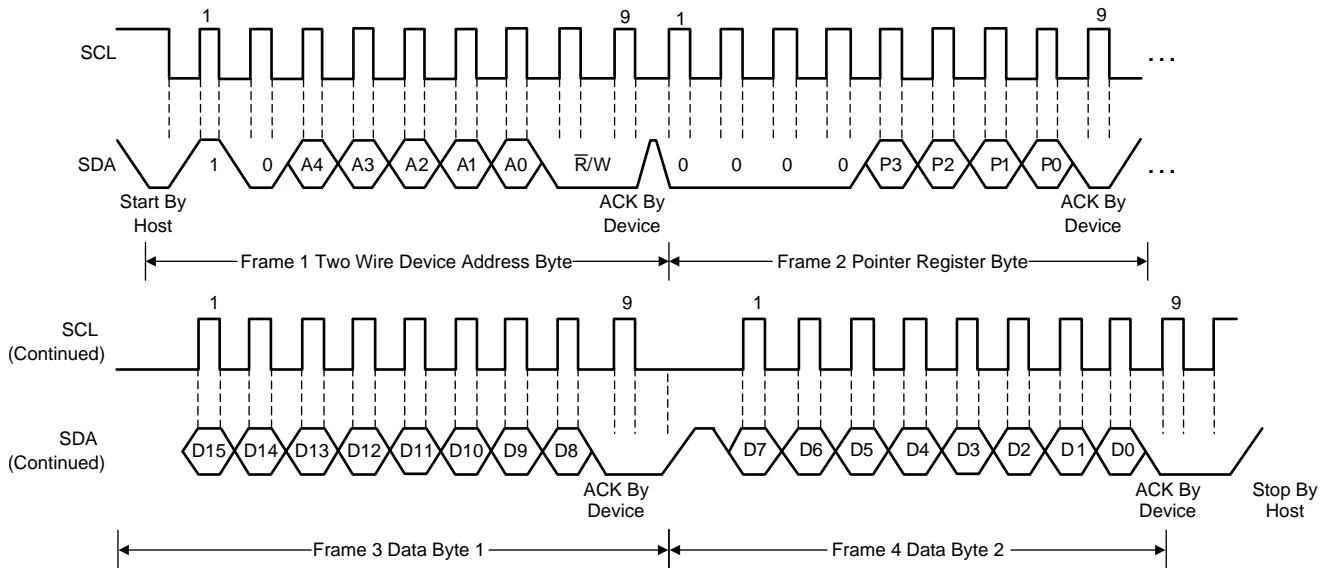 1 9 1 9
SCL ...
SDA 1 0 A4 A3 A2 A1 A0 R̅/W 0 0 0 0 P3 P2 P1 P0 ...
Start By
Host
ACK By
Device
ACK By
Device
Frame 1 Two Wire Device Address Byte
Frame 2 Pointer Register Byte
1 9 1 9
SCL
(Continued)
SDA
(Continued)
D15 D14 D13 D12 D11 D10 D9 D8 D7 D6 D5 D4 D3 D2 D1 D0
ACK By
Device
ACK By
Device
Stop By
Host
Frame 3 Data Byte 1
Frame 4 Data Byte 2